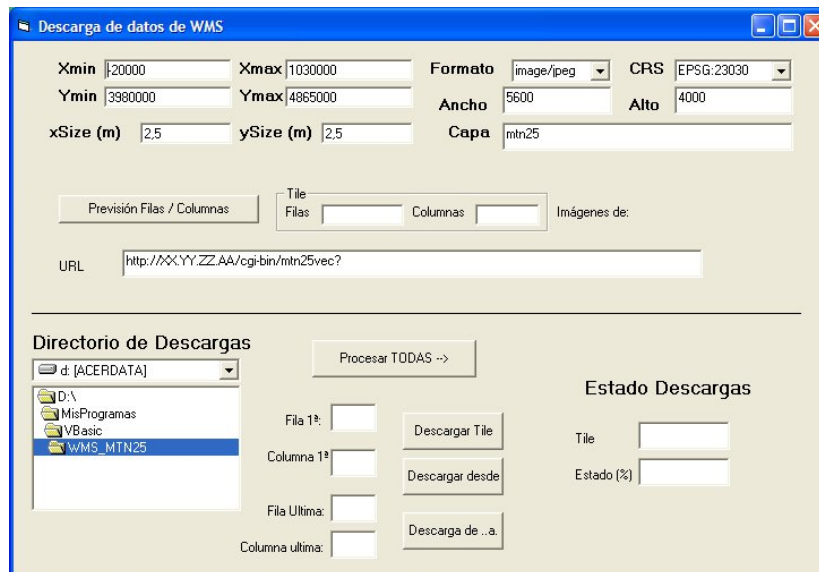 Descarga de datos de WMS
Xmin -20000 Xmax 1030000 Formato image/jpeg CRS EPSG:23030
Ymin 3980000 Ymax 4865000 Ancho 5600 Alto 4000
xSize (m) 2,5 ySize (m) 2,5 Capa mtn25
Tile
Previsión Filas / Columnas Filas Columnas Imágenes de:
URL http://XX.YY.ZZ.AA/cgi-bin/mtn25vec?
Directorio de Descargas
Procesar TODAS -->
d: [ACERDATA]
Estado Descargas
D:\
MisProgramas
VBasic
WMS_MTN25
Fila 1ª:
Descargar Tile
Tile
Columna 1ª
Descargar desde
Estado (%)
Fila Ultima:
Descarga de ..a.
Columna ultima: